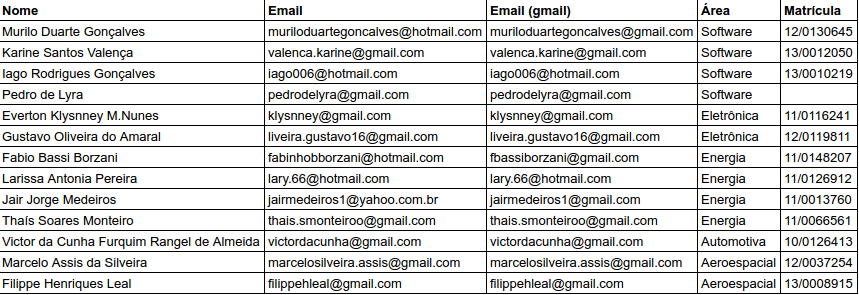 Nome Email Email (gmail) Área Matrícula
Murilo Duarte Gonçalves muriloduartegoncalves@hotmail.com muriloduartegoncalves@gmail.com Software 12/0130645
Karine Santos Valença valenca.karine@gmail.com valenca.karine@gmail.com Software 13/0012050
Iago Rodrigues Gonçalves iago006@hotmail.com iago006@hotmail.com Software 13/0010219
Pedro de Lyra pedrodelyra@gmail.com pedrodelyra@gmail.com Software
Everton Klysnney M.Nunes klysnney@gmail.com klysnney@gmail.com Eletrônica 11/0116241
Gustavo Oliveira do Amaral liveira.gustavo16@gmail.com liveira.gustavo16@gmail.com Eletrônica 12/0119811
Fabio Bassi Borzani fabinhobborzani@hotmail.com fbassiborzani@gmail.com Energia 11/0148207
Larissa Antonia Pereira lary.66@hotmail.com lary.66@hotmail.com Energia 11/0126912
Jair Jorge Medeiros jairmedeiros1@yahoo.com.br jairmedeiros1@gmail.com Energia 11/0013760
Thaís Soares Monteiro thais.smonteiroo@gmail.com thais.smonteiroo@gmail.com Energia 11/0066561
Victor da Cunha Furquim Rangel de Almeida victordacunha@gmail.com victordacunha@gmail.com Automotiva 10/0126413
Marcelo Assis da Silveira marcelosilveira.assis@gmail.com marcelosilveira.assis@gmail.com Aeroespacial 12/0037254
Filippe Henriques Leal filippehleal@gmail.com filippehleal@gmail.com Aeroespacial 13/0008915